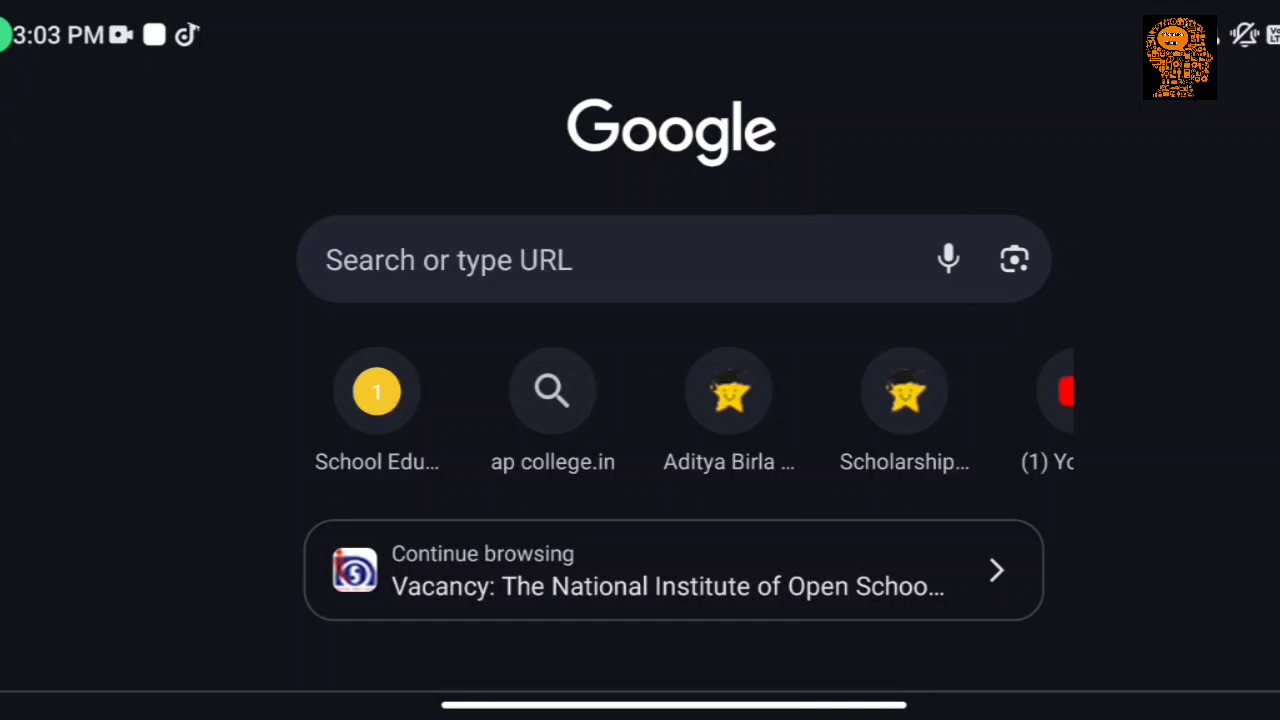 3:03 PM
Google
Search or type URL
1
School Edu...
ap college.in
Aditya Birla ...
Scholarship...
(1) Yo
Continue browsing
Vacancy: The National Institute of Open Schoo...